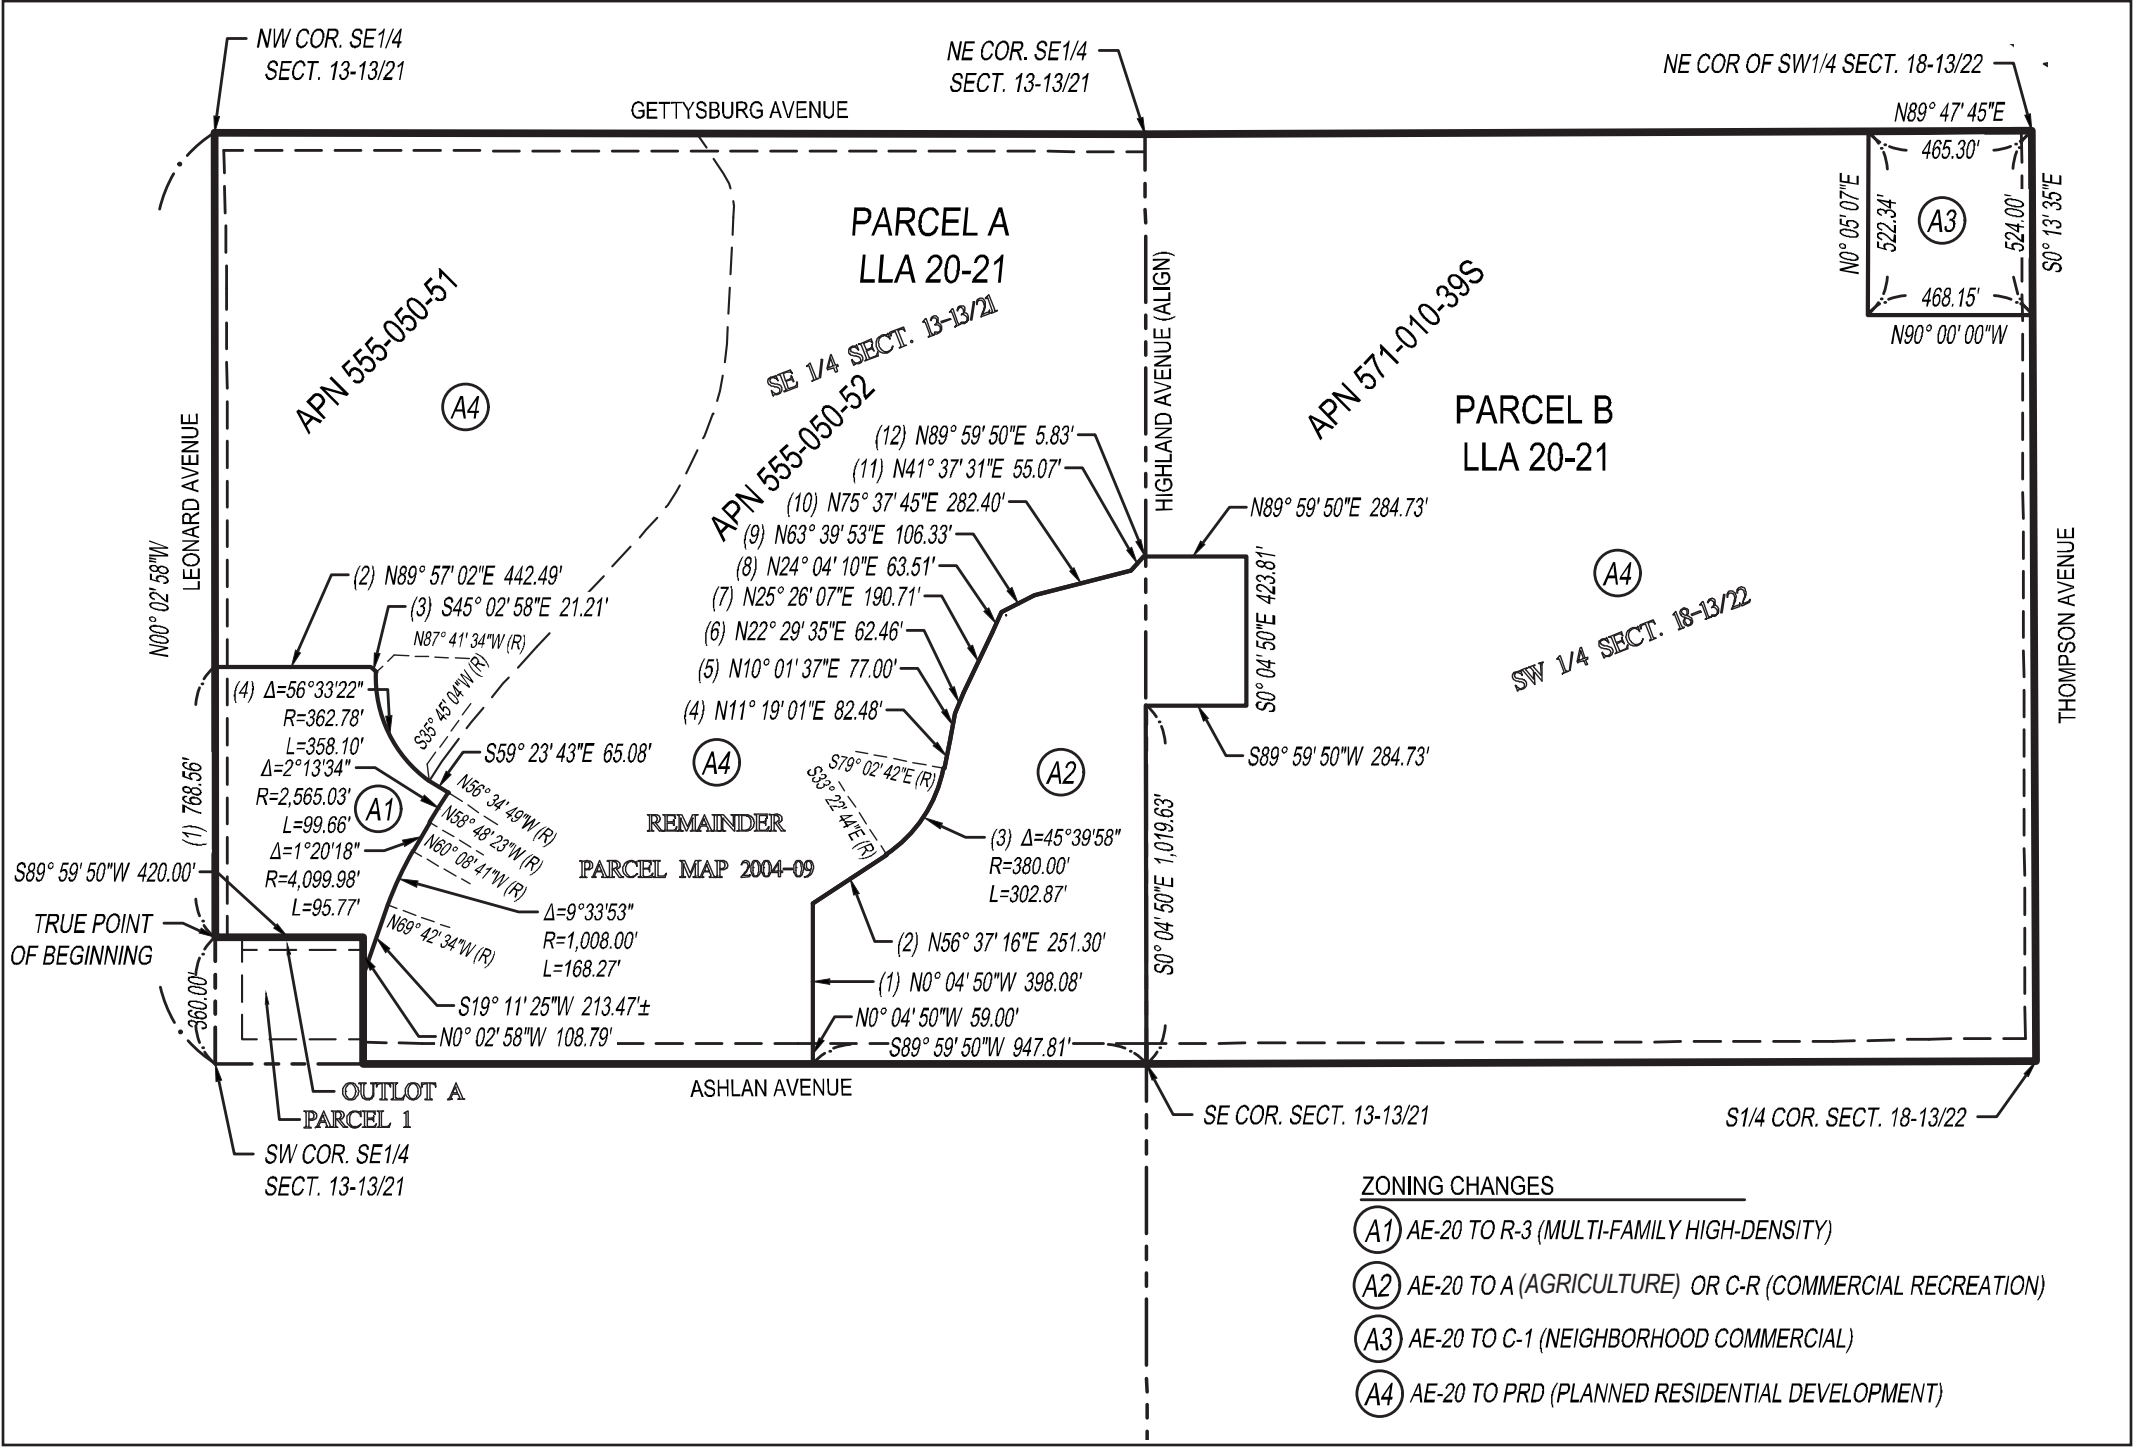 NW COR. SE1/4
SECT. 13-13/21
NE COR. SE1/4
SECT. 13-13/21
NE COR OF SW1/4 SECT. 18-13/22
GETTYSBURG AVENUE
N89° 47' 45"E
465.30'
N0° 05' 07"E
522.34'
A3
524.00'
S0° 13' 35"E
468.15'
N90° 00' 00"W
PARCEL A
LLA 20-21
SE 1/4 SECT. 13-13/21
APN 555-050-51
A4
APN 555-050-52
HIGHLAND AVENUE (ALIGN)
APN 571-010-39S
PARCEL B
LLA 20-21
A4
SW 1/4 SECT. 18-13/22
THOMPSON AVENUE
LEONARD AVENUE
N00° 02' 58"W
(12) N89° 59' 50"E 5.83'
(11) N41° 37' 31"E 55.07'
(10) N75° 37' 45"E 282.40'
(9) N63° 39' 53"E 106.33'
(8) N24° 04' 10"E 63.51'
(7) N25° 26' 07"E 190.71'
(6) N22° 29' 35"E 62.46'
(5) N10° 01' 37"E 77.00'
(4) N11° 19' 01"E 82.48'
N89° 59' 50"E 284.73'
S0° 04' 50"E 423.81'
S89° 59' 50"W 284.73'
(2) N89° 57' 02"E 442.49'
(3) S45° 02' 58"E 21.21'
N87° 41' 34"W (R)
S35° 45' 04"W (R)
(4) Δ=56°33'22"
R=362.78'
L=358.10'
Δ=2°13'34"
R=2,565.03'
L=99.66'
Δ=1°20'18"
R=4,099.98'
L=95.77'
A1
S59° 23' 43"E 65.08'
N56° 34' 49"W (R)
N58° 48' 23"W (R)
N60° 08' 41"W (R)
N69° 42' 34"W (R)
A4
REMAINDER
PARCEL MAP 2004-09
S79° 02' 42"E (R)
S33° 22' 44"E (R)
A2
(3) Δ=45°39'58"
R=380.00'
L=302.87'
(2) N56° 37' 16"E 251.30'
(1) N0° 04' 50"W 398.08'
N0° 04' 50"W 59.00'
S89° 59' 50"W 947.81'
S0° 04' 50"E 1,019.63'
(1) 768.56'
S89° 59' 50"W 420.00'
TRUE POINT
OF BEGINNING
360.00'
Δ=9°33'53"
R=1,008.00'
L=168.27'
S19° 11' 25"W 213.47'±
N0° 02' 58"W 108.79'
ASHLAN AVENUE
OUTLOT A
PARCEL 1
SW COR. SE1/4
SECT. 13-13/21
SE COR. SECT. 13-13/21
S1/4 COR. SECT. 18-13/22
ZONING CHANGES
A1 AE-20 TO R-3 (MULTI-FAMILY HIGH-DENSITY)
A2 AE-20 TO A (AGRICULTURE) OR C-R (COMMERCIAL RECREATION)
A3 AE-20 TO C-1 (NEIGHBORHOOD COMMERCIAL)
A4 AE-20 TO PRD (PLANNED RESIDENTIAL DEVELOPMENT)